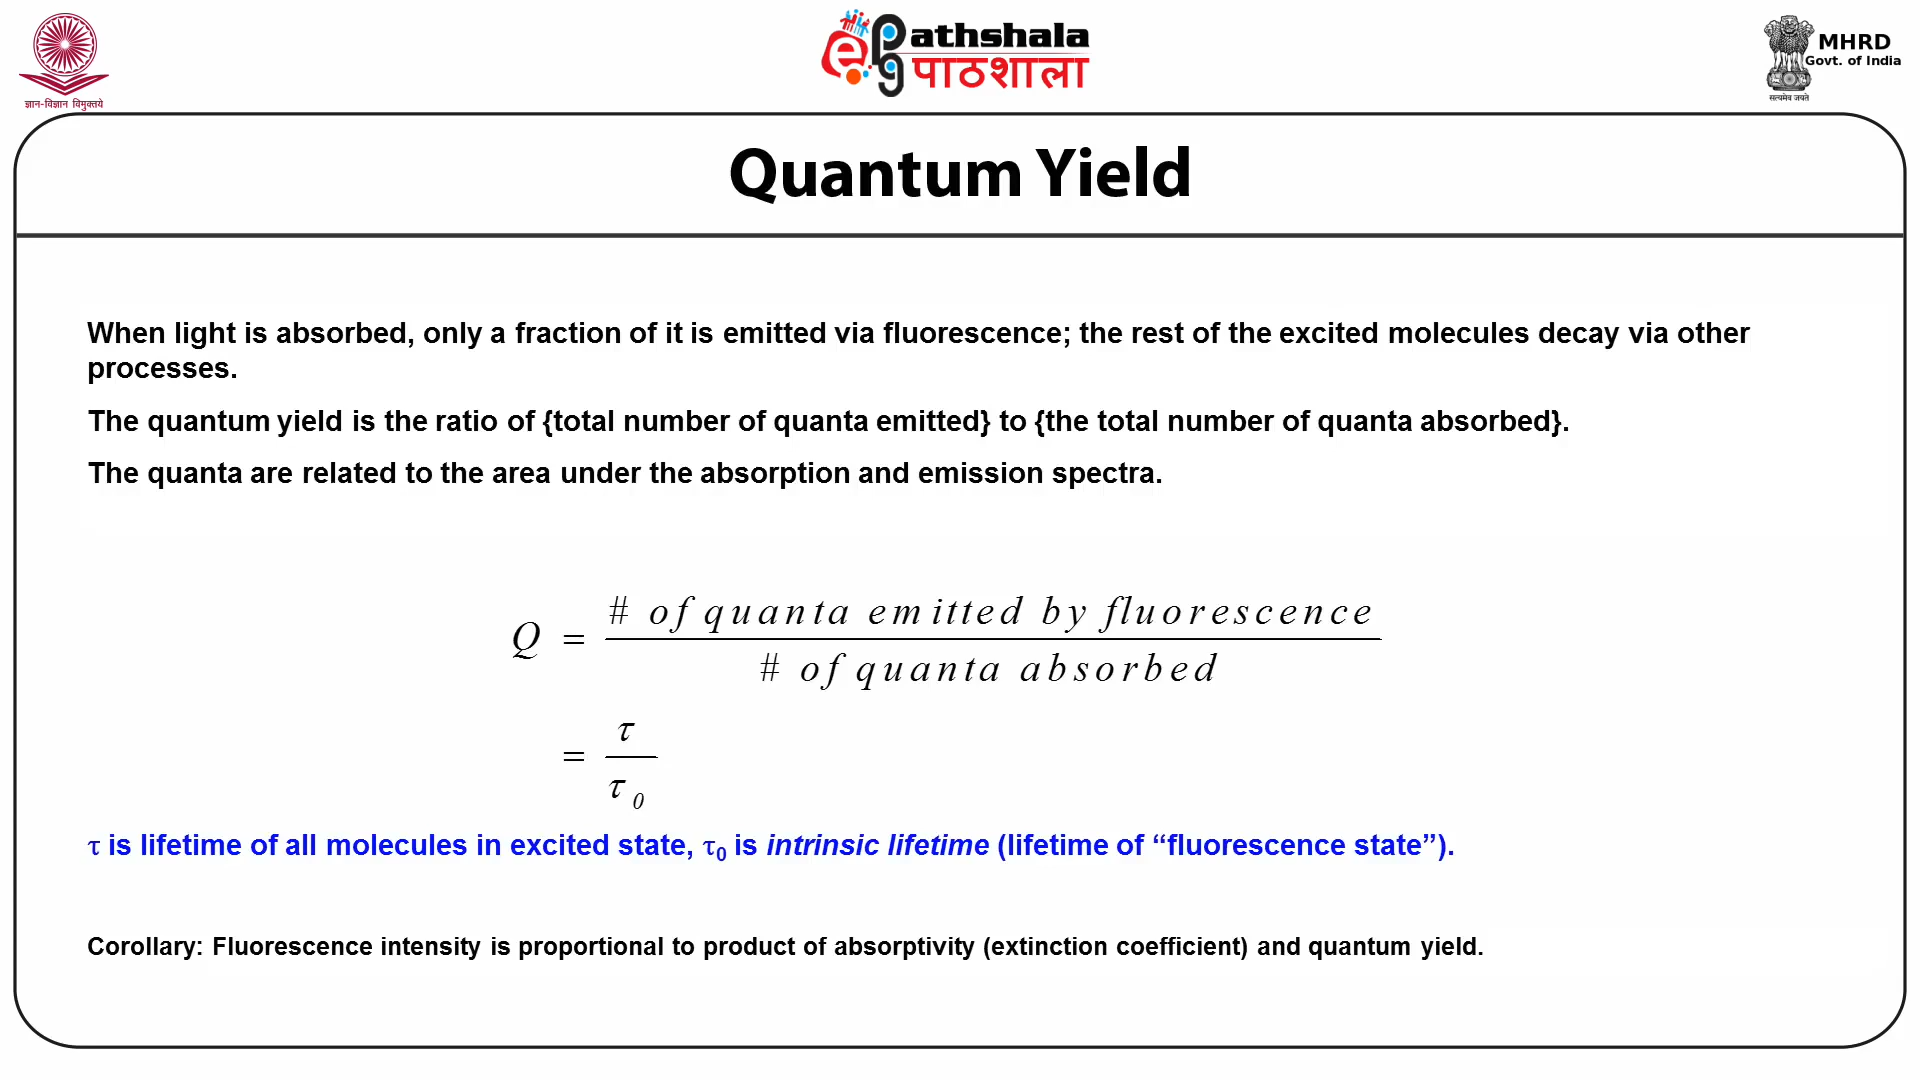 ज्ञान-विज्ञान विमुक्तये
ePathshala
पाठशाला
MHRD
Govt. of India
सत्यमेव जयते
Quantum Yield
When light is absorbed, only a fraction of it is emitted via fluorescence; the rest of the excited molecules decay via other
processes.
The quantum yield is the ratio of {total number of quanta emitted} to {the total number of quanta absorbed}.
The quanta are related to the area under the absorption and emission spectra.
Q = # of quanta emitted by fluorescence / # of quanta absorbed
= τ / τ₀
τ is lifetime of all molecules in excited state, τ₀ is intrinsic lifetime (lifetime of “fluorescence state”).
Corollary: Fluorescence intensity is proportional to product of absorptivity (extinction coefficient) and quantum yield.